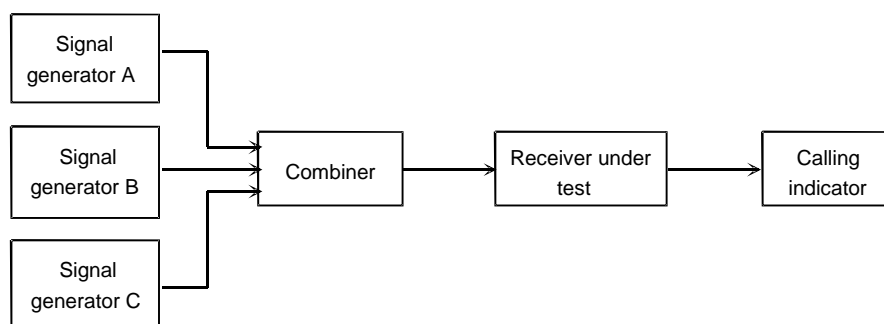 Signal
generator A
Signal
generator B
Signal
generator C
Combiner
Receiver under
test
Calling
indicator